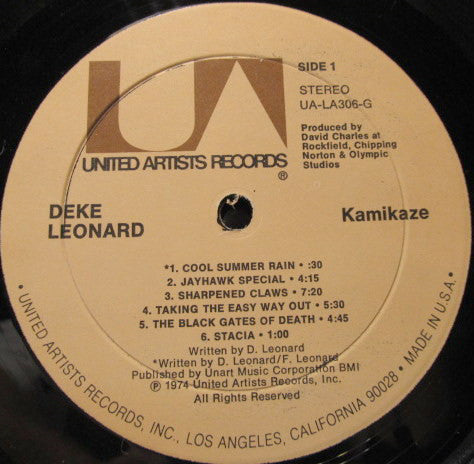 UA
UNITED ARTISTS RECORDS
®
SIDE 1
STEREO
UA-LA306-G
Produced by
David Charles at
Rockfield, Chipping
Norton & Olympic
Studios
DEKE
LEONARD
Kamikaze
*1. COOL SUMMER RAIN • :30
2. JAYHAWK SPECIAL • 4:15
3. SHARPENED CLAWS • 7:20
4. TAKING THE EASY WAY OUT • 5:30
5. THE BLACK GATES OF DEATH • 4:45
6. STACIA • 1:00
Written by D. Leonard
*Written by D. Leonard/F. Leonard
Published by Unart Music Corporation BMI
℗ 1974 United Artists Records, Inc.
All Rights Reserved
• UNITED ARTISTS RECORDS, INC., LOS ANGELES, CALIFORNIA 90028 • MADE IN U.S.A. •